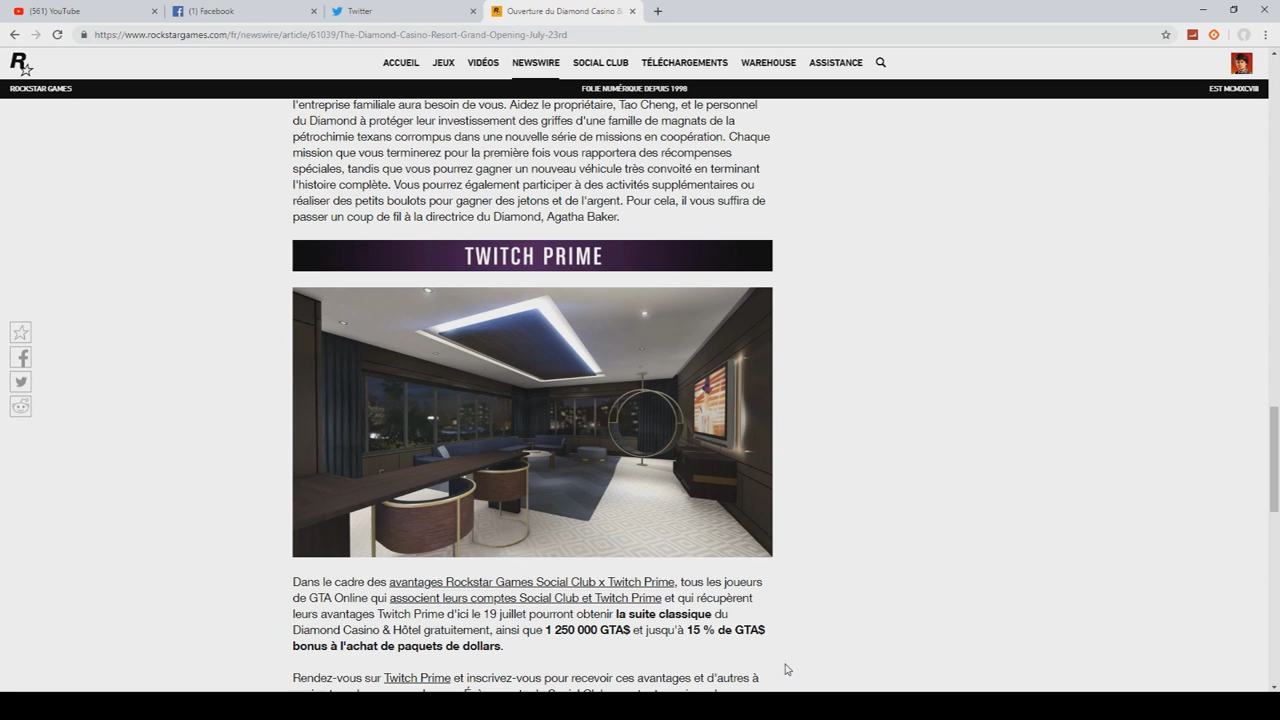 (561) YouTube
(1) Facebook
Twitter
Ouverture du Diamond Casino &
https://www.rockstargames.com/fr/newswire/article/61039/The-Diamond-Casino-Resort-Grand-Opening-July-23rd
R
ACCUEIL JEUX VIDÉOS NEWSWIRE SOCIAL CLUB TÉLÉCHARGEMENTS WAREHOUSE ASSISTANCE
ROCKSTAR GAMES FOLIE NUMÉRIQUE DEPUIS 1998 EST MCMXCVIII
l'entreprise familiale aura besoin de vous. Aidez le propriétaire, Tao Cheng, et le personnel
du Diamond à protéger leur investissement des griffes d'une famille de magnats de la
pétrochimie texans corrompus dans une nouvelle série de missions en coopération. Chaque
mission que vous terminerez pour la première fois vous rapportera des récompenses
spéciales, tandis que vous pourrez gagner un nouveau véhicule très convoité en terminant
l'histoire complète. Vous pourrez également participer à des activités supplémentaires ou
réaliser des petits boulots pour gagner des jetons et de l'argent. Pour cela, il vous suffira de
passer un coup de fil à la directrice du Diamond, Agatha Baker.
TWITCH PRIME
Dans le cadre des avantages Rockstar Games Social Club x Twitch Prime, tous les joueurs
de GTA Online qui associent leurs comptes Social Club et Twitch Prime et qui récupèrent
leurs avantages Twitch Prime d'ici le 19 juillet pourront obtenir la suite classique du
Diamond Casino & Hôtel gratuitement, ainsi que 1 250 000 GTA$ et jusqu'à 15 % de GTA$
bonus à l'achat de paquets de dollars.
Rendez-vous sur Twitch Prime et inscrivez-vous pour recevoir ces avantages et d'autres à